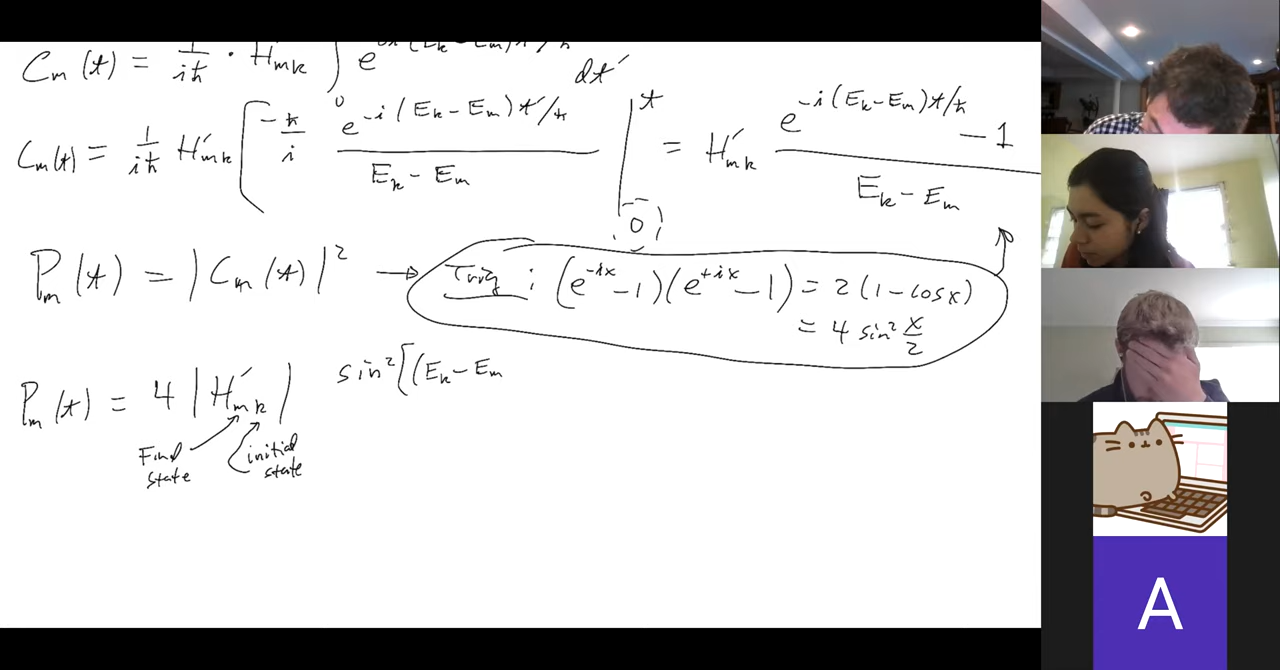 Cm(t) = 1/iħ · H'mk ∫ e dt'
Cm(t) = 1/iħ H'mk [ -ħ/i e^{-i(Ek-Em)t'/ħ} / (Ek - Em) |₀^t = H'mk (e^{-i(Ek-Em)t/ħ} - 1) / (Ek - Em)
Pm(t) = |Cm(t)|² → Trig : (e^{-ix} - 1)(e^{+ix} - 1) = 2(1 - cosx)
= 4 sin² x/2
Pm(t) = 4 |H'mk| sin²[(Ek - Em
Final state
initial state
A